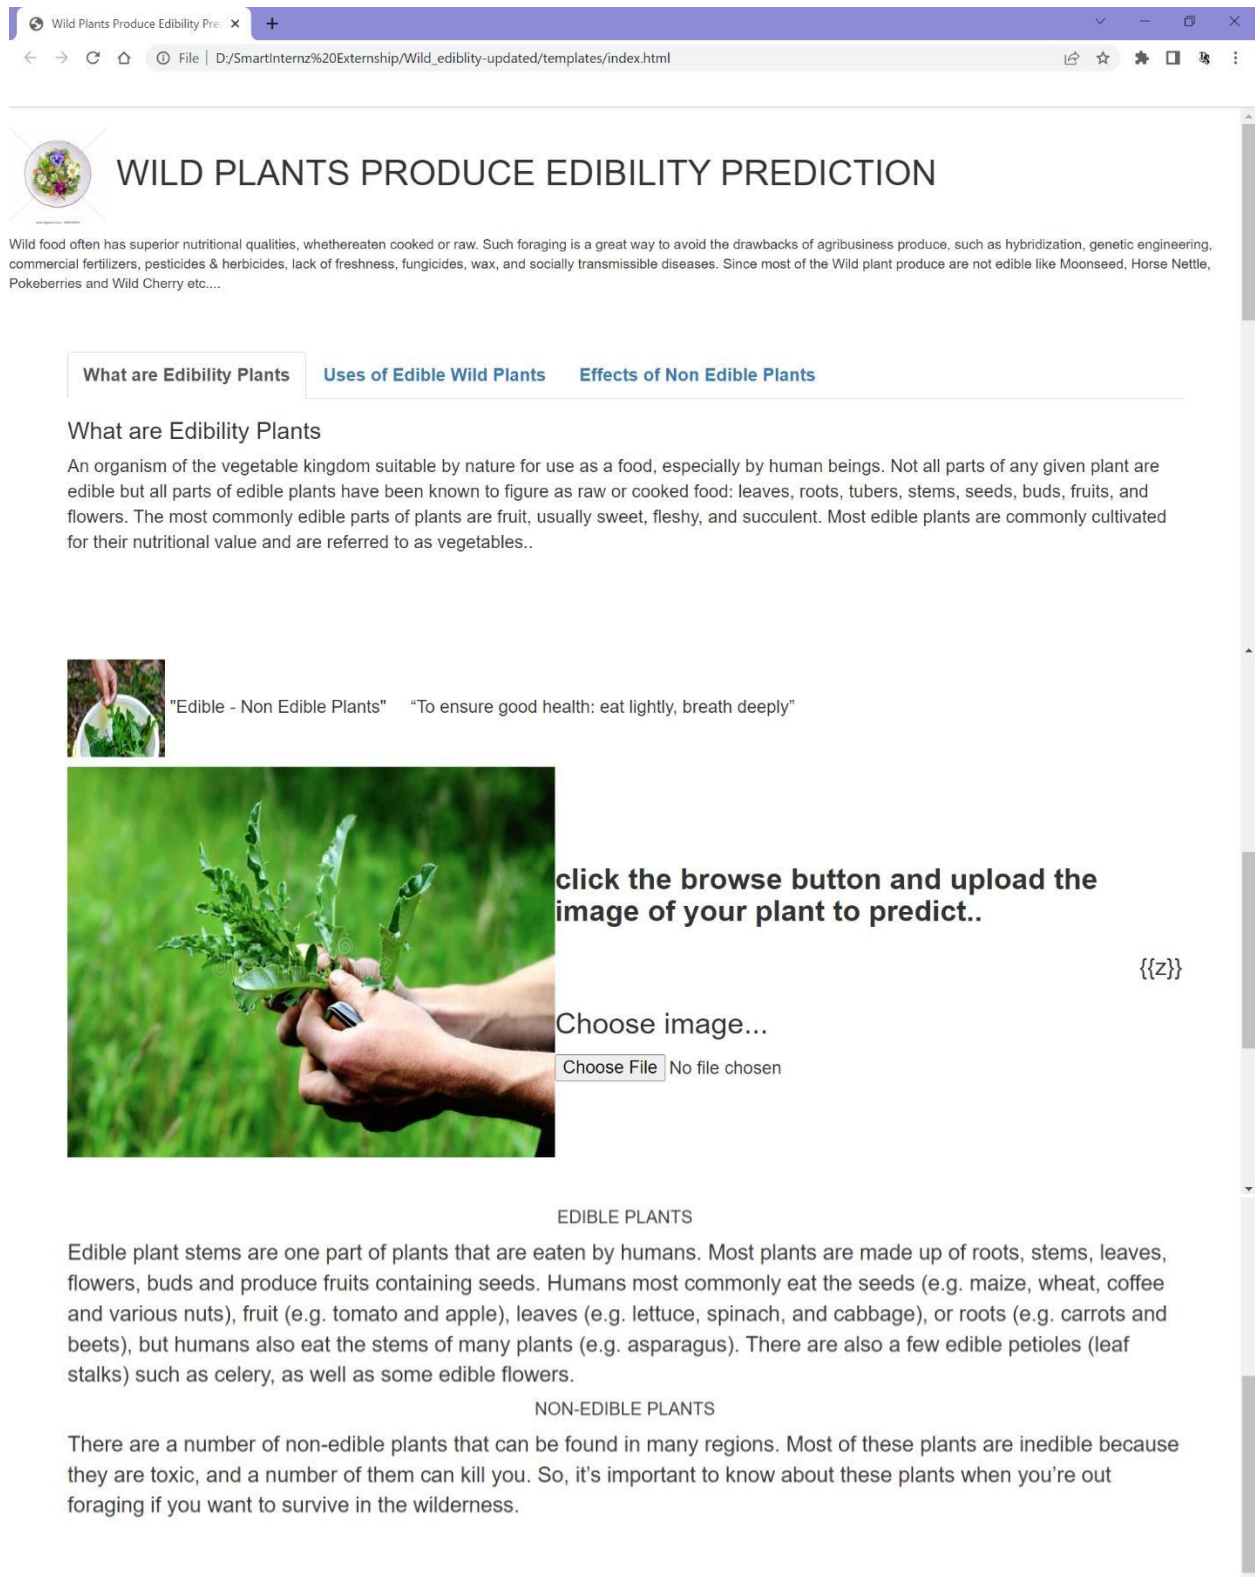 Wild Plants Produce Edibility Pre
File | D:/SmartInternz%20Externship/Wild_ediblity-updated/templates/index.html
WILD PLANTS PRODUCE EDIBILITY PREDICTION
Wild food often has superior nutritional qualities, whethereaten cooked or raw. Such foraging is a great way to avoid the drawbacks of agribusiness produce, such as hybridization, genetic engineering,
commercial fertilizers, pesticides & herbicides, lack of freshness, fungicides, wax, and socially transmissible diseases. Since most of the Wild plant produce are not edible like Moonseed, Horse Nettle,
Pokeberries and Wild Cherry etc....
What are Edibility Plants Uses of Edible Wild Plants Effects of Non Edible Plants
What are Edibility Plants
An organism of the vegetable kingdom suitable by nature for use as a food, especially by human beings. Not all parts of any given plant are
edible but all parts of edible plants have been known to figure as raw or cooked food: leaves, roots, tubers, stems, seeds, buds, fruits, and
flowers. The most commonly edible parts of plants are fruit, usually sweet, fleshy, and succulent. Most edible plants are commonly cultivated
for their nutritional value and are referred to as vegetables..
"Edible - Non Edible Plants" “To ensure good health: eat lightly, breath deeply”
click the browse button and upload the
image of your plant to predict..
{{z}}
Choose image...
Choose File No file chosen
EDIBLE PLANTS
Edible plant stems are one part of plants that are eaten by humans. Most plants are made up of roots, stems, leaves,
flowers, buds and produce fruits containing seeds. Humans most commonly eat the seeds (e.g. maize, wheat, coffee
and various nuts), fruit (e.g. tomato and apple), leaves (e.g. lettuce, spinach, and cabbage), or roots (e.g. carrots and
beets), but humans also eat the stems of many plants (e.g. asparagus). There are also a few edible petioles (leaf
stalks) such as celery, as well as some edible flowers.
NON-EDIBLE PLANTS
There are a number of non-edible plants that can be found in many regions. Most of these plants are inedible because
they are toxic, and a number of them can kill you. So, it’s important to know about these plants when you’re out
foraging if you want to survive in the wilderness.